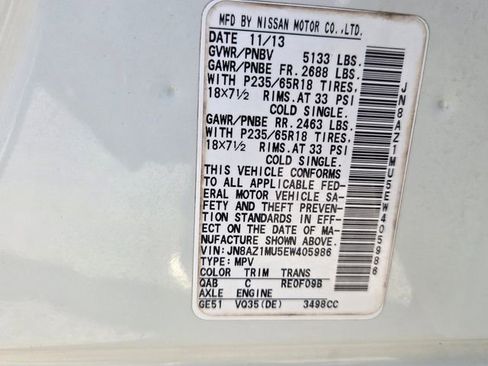 MFD BY NISSAN MOTOR CO.,LTD.
DATE 11/13
GVWR/PNBV 5133 LBS.
GAWR/PNBE FR. 2688 LBS.
WITH P235/65R18 TIRES,
18X7½ RIMS.AT 33 PSI
COLD SINGLE.
GAWR/PNBE RR. 2463 LBS.
WITH P235/65R18 TIRES,
18X7½ RIMS.AT 33 PSI
COLD SINGLE.
THIS VEHICLE CONFORMS
TO ALL APPLICABLE FED-
ERAL MOTOR VEHICLE SA-
FETY AND THEFT PREVEN-
TION STANDARDS IN EFF-
ECT ON THE DATE OF MA-
NUFACTURE SHOWN ABOVE.
VIN: JN8AZ1MU5EW405986
TYPE: MPV
COLOR TRIM TRANS
QAB C RE0F09B
AXLE ENGINE
GE51 VQ35(DE) 3498CC
JN8AZ1MU5EW405986